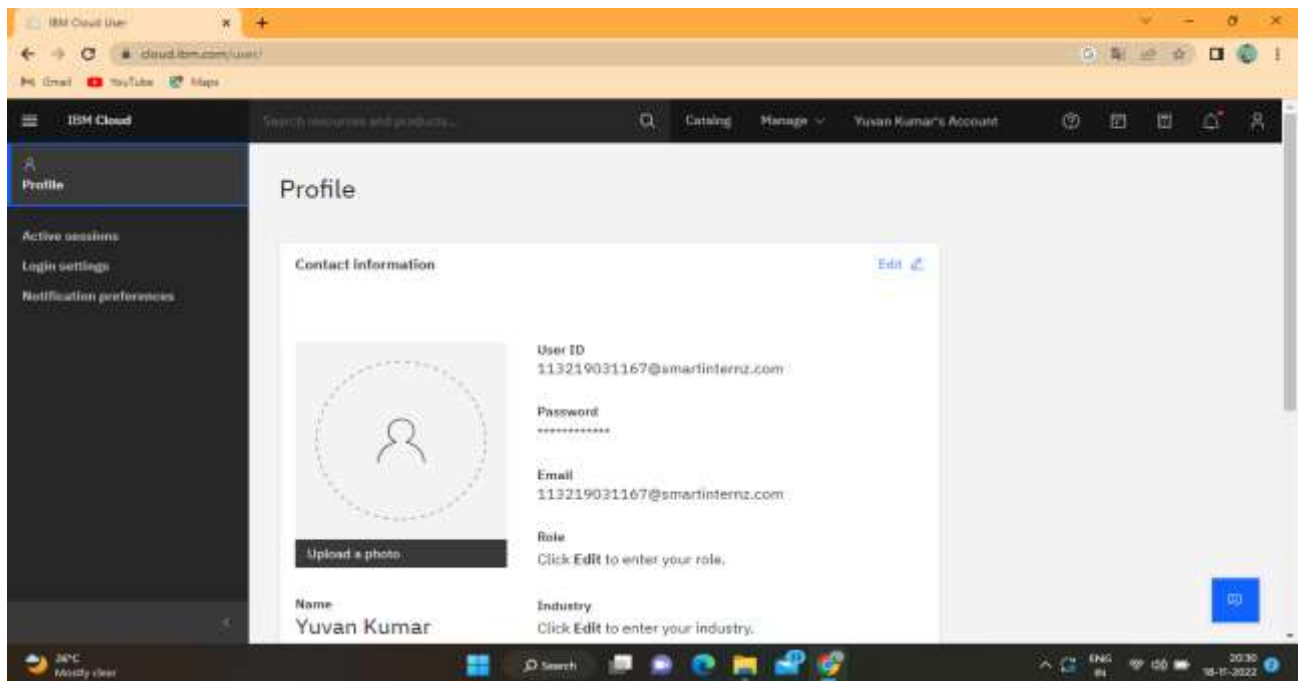 IBM Cloud User
cloud.ibm.com/user/
Gmail YouTube Maps
IBM Cloud
Search resources and products...
Catalog
Manage
Yuvan Kumar's Account
Profile
Active sessions
Login settings
Notification preferences
Profile
Contact information
Edit
Upload a photo
Name
Yuvan Kumar
User ID
113219031167@smartinternz.com
Password
************
Email
113219031167@smartinternz.com
Role
Click Edit to enter your role.
Industry
Click Edit to enter your industry.
Mostly clear
Search
ENG
IN
20:30
18-11-2022